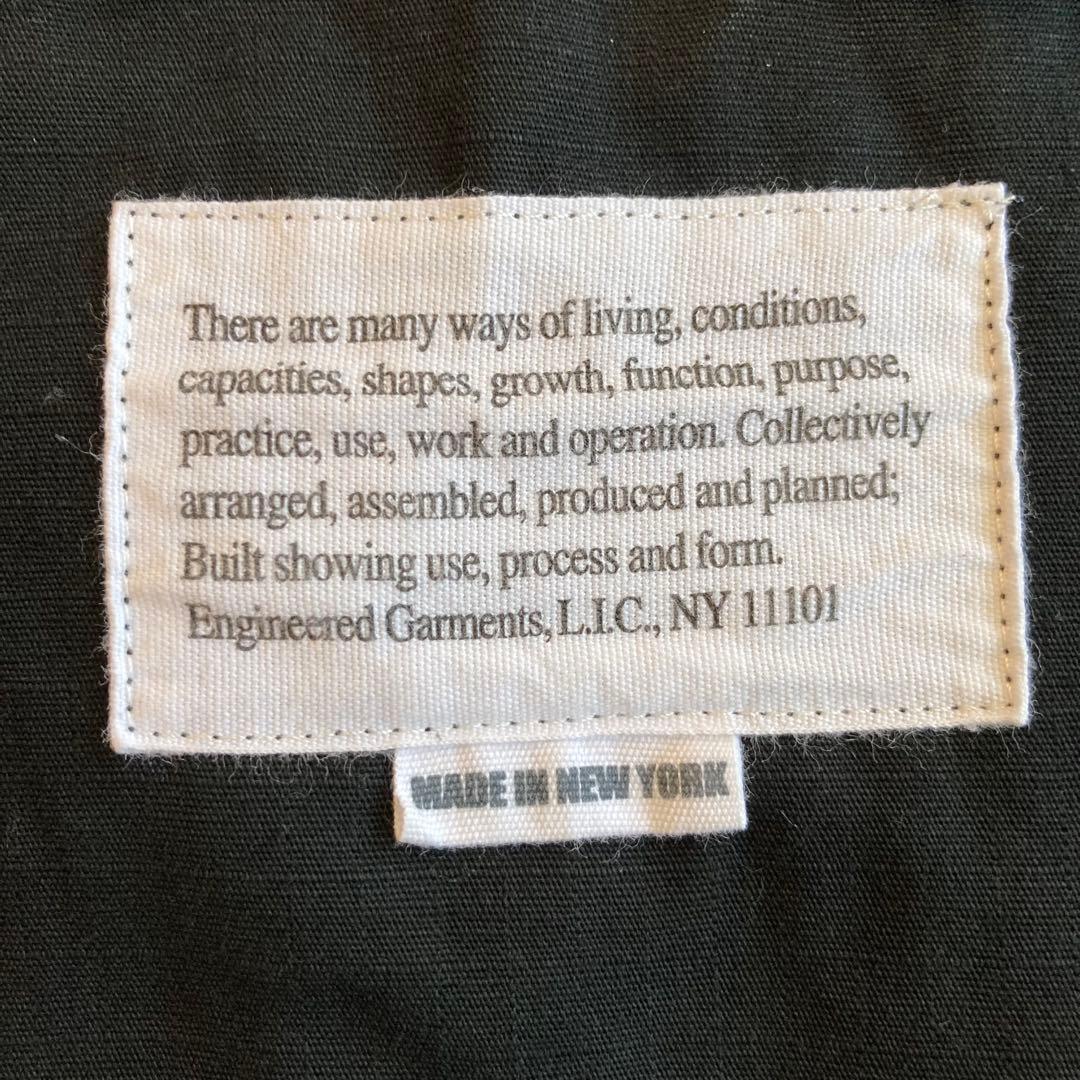 There are many ways of living, conditions,
capacities, shapes, growth, function, purpose,
practice, use, work and operation. Collectively
arranged, assembled, produced and planned;
Built showing use, process and form.
Engineered Garments, L.I.C., NY 11101
MADE IN NEW YORK